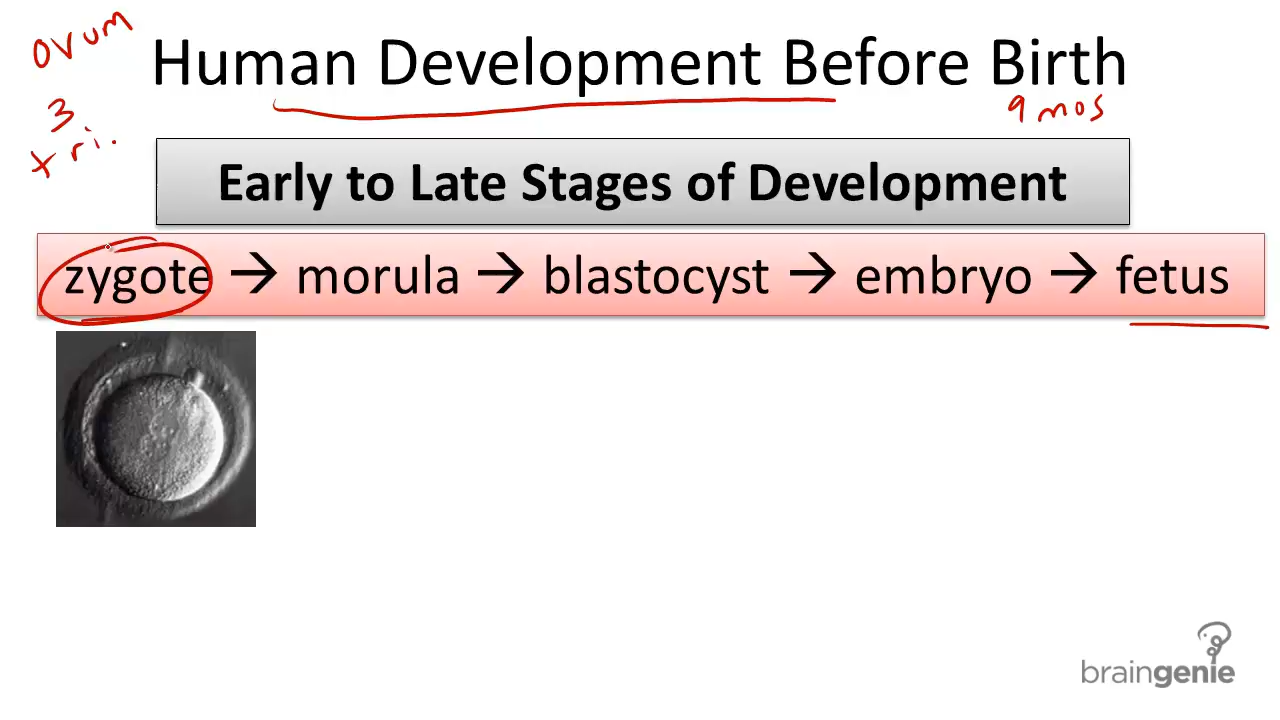 ovum
Human Development Before Birth
9 mos
3
tri.
Early to Late Stages of Development
zygote → morula → blastocyst → embryo → fetus
braingenie